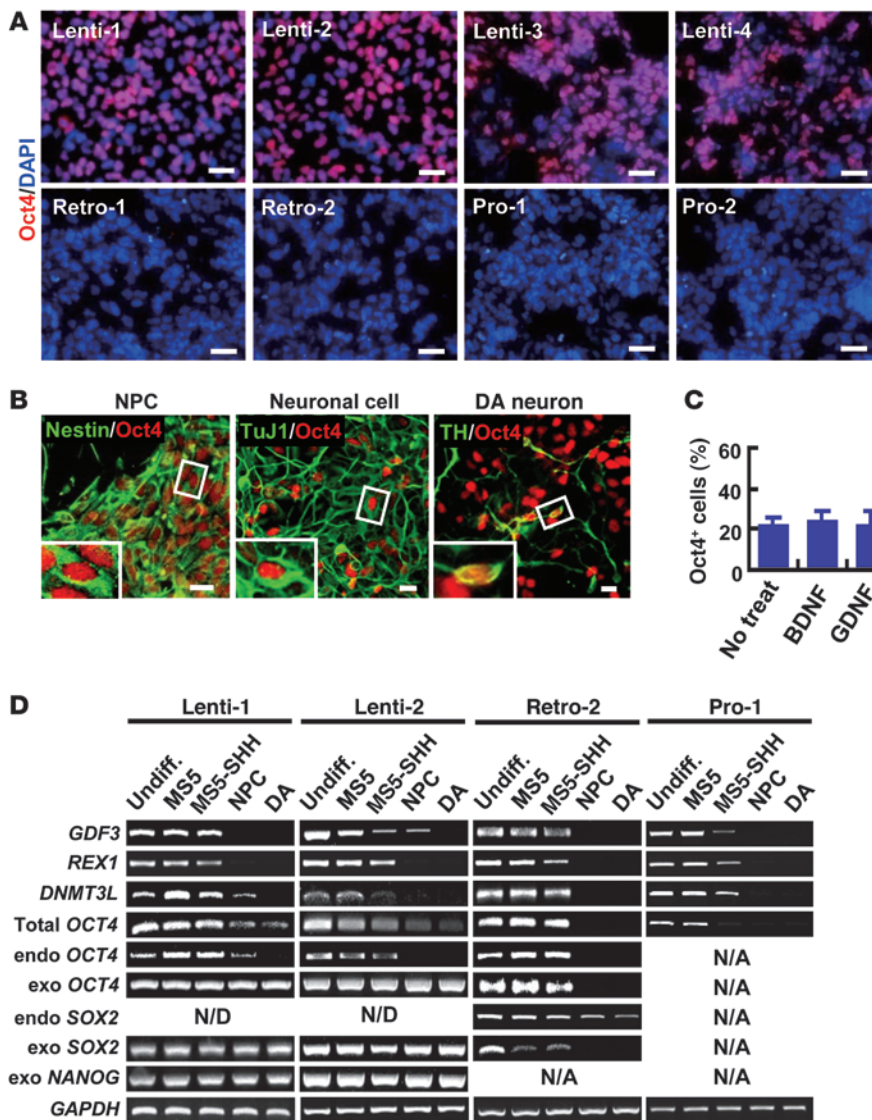 A
Lenti-1 Lenti-2 Lenti-3 Lenti-4
Oct4/DAPI
Retro-1 Retro-2 Pro-1 Pro-2
B
NPC Neuronal cell DA neuron
Nestin/Oct4 TuJ1/Oct4 TH/Oct4
C
Oct4⁺ cells (%)
60
40
20
0
No treat BDNF GDNF
D
Lenti-1 Lenti-2 Retro-2 Pro-1
Undiff. MS5 MS5-SHH NPC DA Undiff. MS5 MS5-SHH NPC DA Undiff. MS5 MS5-SHH NPC DA Undiff. MS5 MS5-SHH NPC DA
GDF3
REX1
DNMT3L
Total OCT4
endo OCT4 N/A
exo OCT4 N/A
endo SOX2 N/D N/D N/A
exo SOX2 N/A
exo NANOG N/A N/A
GAPDH